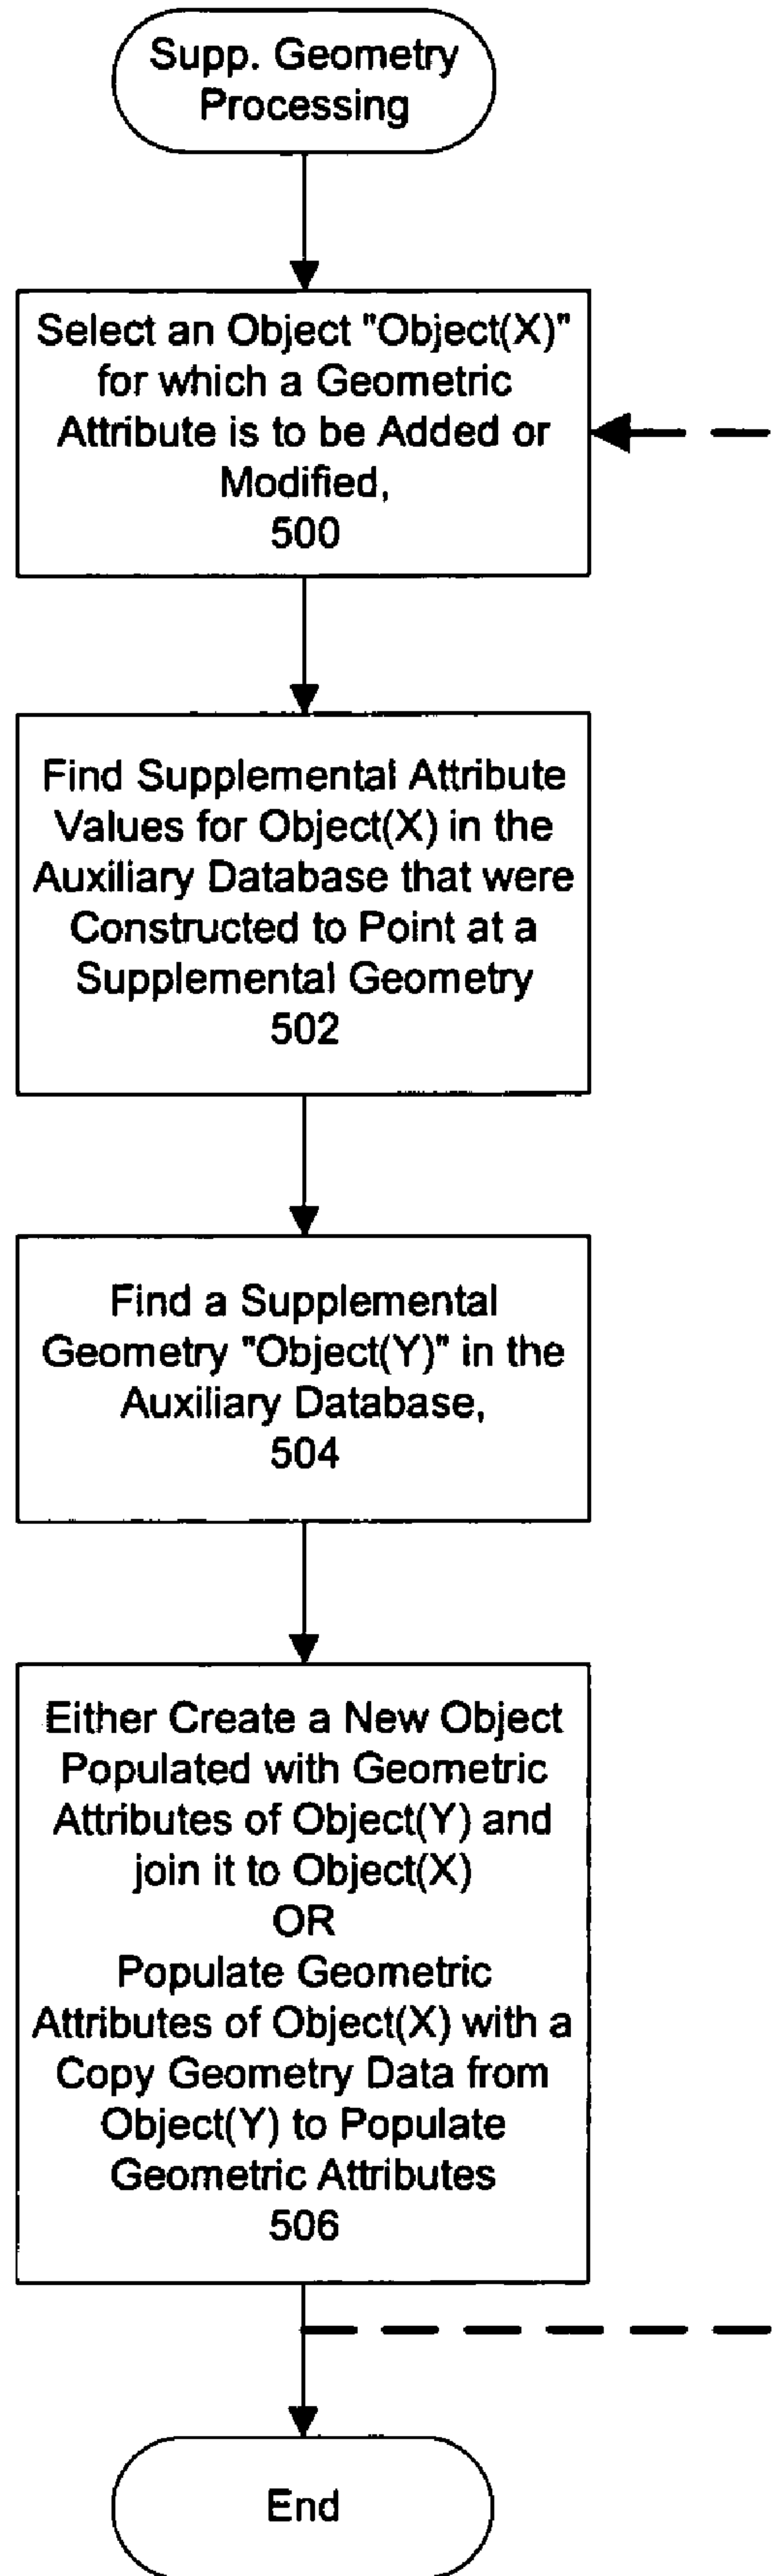 Supp. Geometry
Processing
Select an Object "Object(X)"
for which a Geometric
Attribute is to be Added or
Modified,
500
Find Supplemental Attribute
Values for Object(X) in the
Auxiliary Database that were
Constructed to Point at a
Supplemental Geometry
502
Find a Supplemental
Geometry "Object(Y)" in the
Auxiliary Database,
504
Either Create a New Object
Populated with Geometric
Attributes of Object(Y) and
join it to Object(X)
OR
Populate Geometric
Attributes of Object(X) with a
Copy Geometry Data from
Object(Y) to Populate
Geometric Attributes
506
End